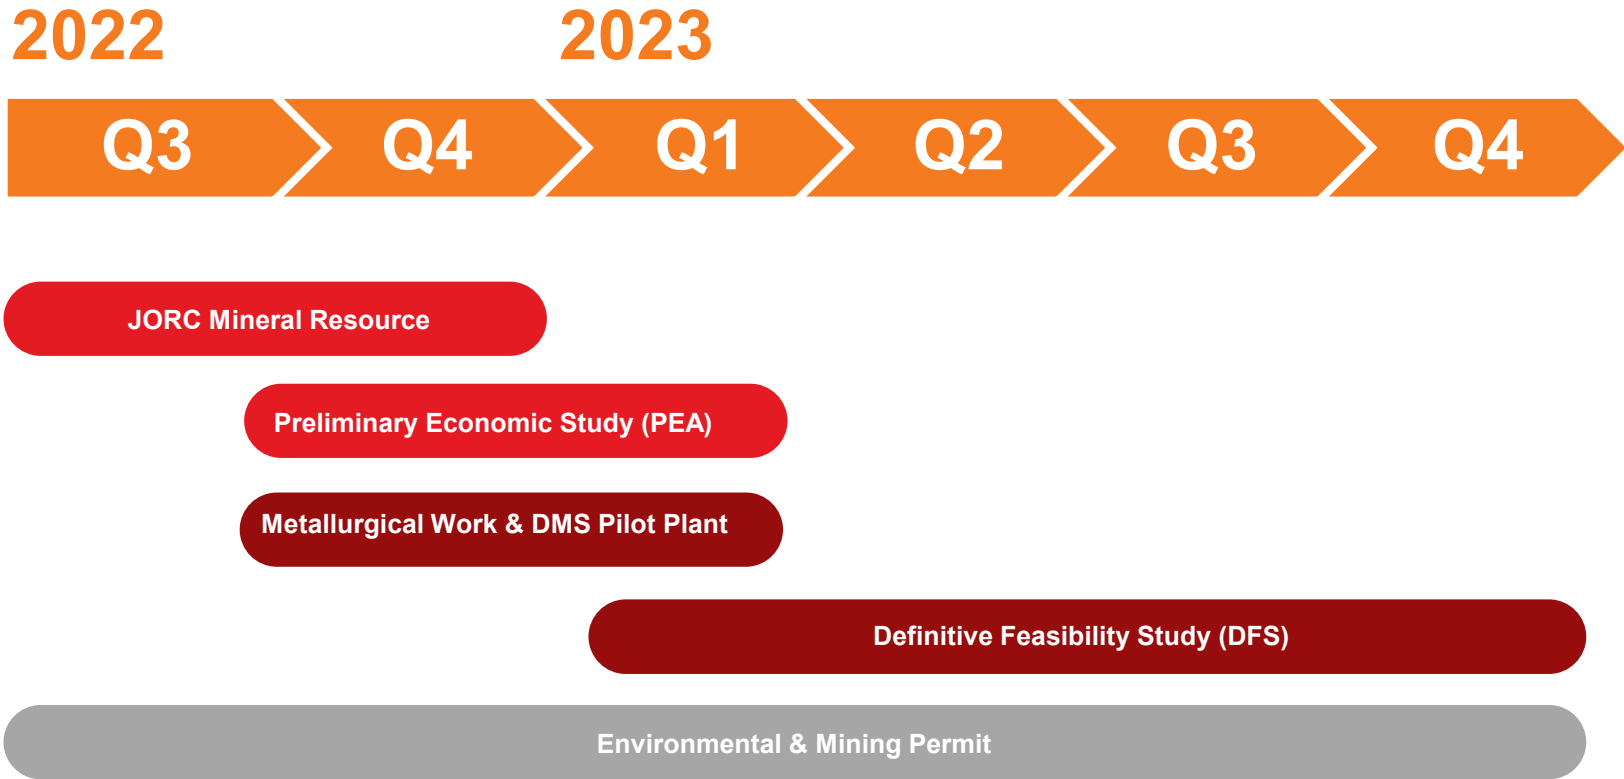 2022 2023
Q3 Q4 Q1 Q2 Q3 Q4
JORC Mineral Resource
Preliminary Economic Study (PEA)
Metallurgical Work & DMS Pilot Plant
Definitive Feasibility Study (DFS)
Environmental & Mining Permit